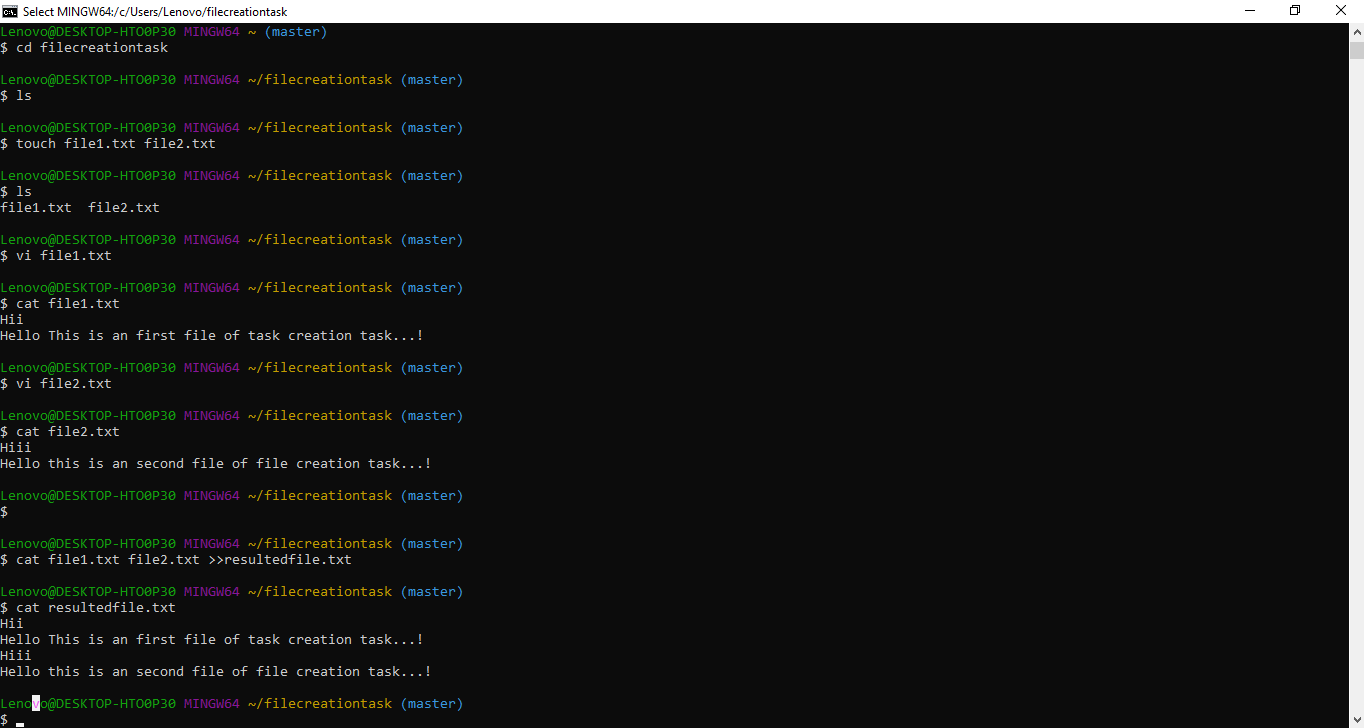 Select MINGW64:/c/Users/Lenovo/filecreationtask
Lenovo@DESKTOP-HTO0P30 MINGW64 ~ (master)
$ cd filecreationtask
Lenovo@DESKTOP-HTO0P30 MINGW64 ~/filecreationtask (master)
$ ls
Lenovo@DESKTOP-HTO0P30 MINGW64 ~/filecreationtask (master)
$ touch file1.txt file2.txt
Lenovo@DESKTOP-HTO0P30 MINGW64 ~/filecreationtask (master)
$ ls
file1.txt  file2.txt
Lenovo@DESKTOP-HTO0P30 MINGW64 ~/filecreationtask (master)
$ vi file1.txt
Lenovo@DESKTOP-HTO0P30 MINGW64 ~/filecreationtask (master)
$ cat file1.txt
Hii
Hello This is an first file of task creation task...!
Lenovo@DESKTOP-HTO0P30 MINGW64 ~/filecreationtask (master)
$ vi file2.txt
Lenovo@DESKTOP-HTO0P30 MINGW64 ~/filecreationtask (master)
$ cat file2.txt
Hiii
Hello this is an second file of file creation task...!
Lenovo@DESKTOP-HTO0P30 MINGW64 ~/filecreationtask (master)
$
Lenovo@DESKTOP-HTO0P30 MINGW64 ~/filecreationtask (master)
$ cat file1.txt file2.txt >>resultedfile.txt
Lenovo@DESKTOP-HTO0P30 MINGW64 ~/filecreationtask (master)
$ cat resultedfile.txt
Hii
Hello This is an first file of task creation task...!
Hiii
Hello this is an second file of file creation task...!
Lenovo@DESKTOP-HTO0P30 MINGW64 ~/filecreationtask (master)
$